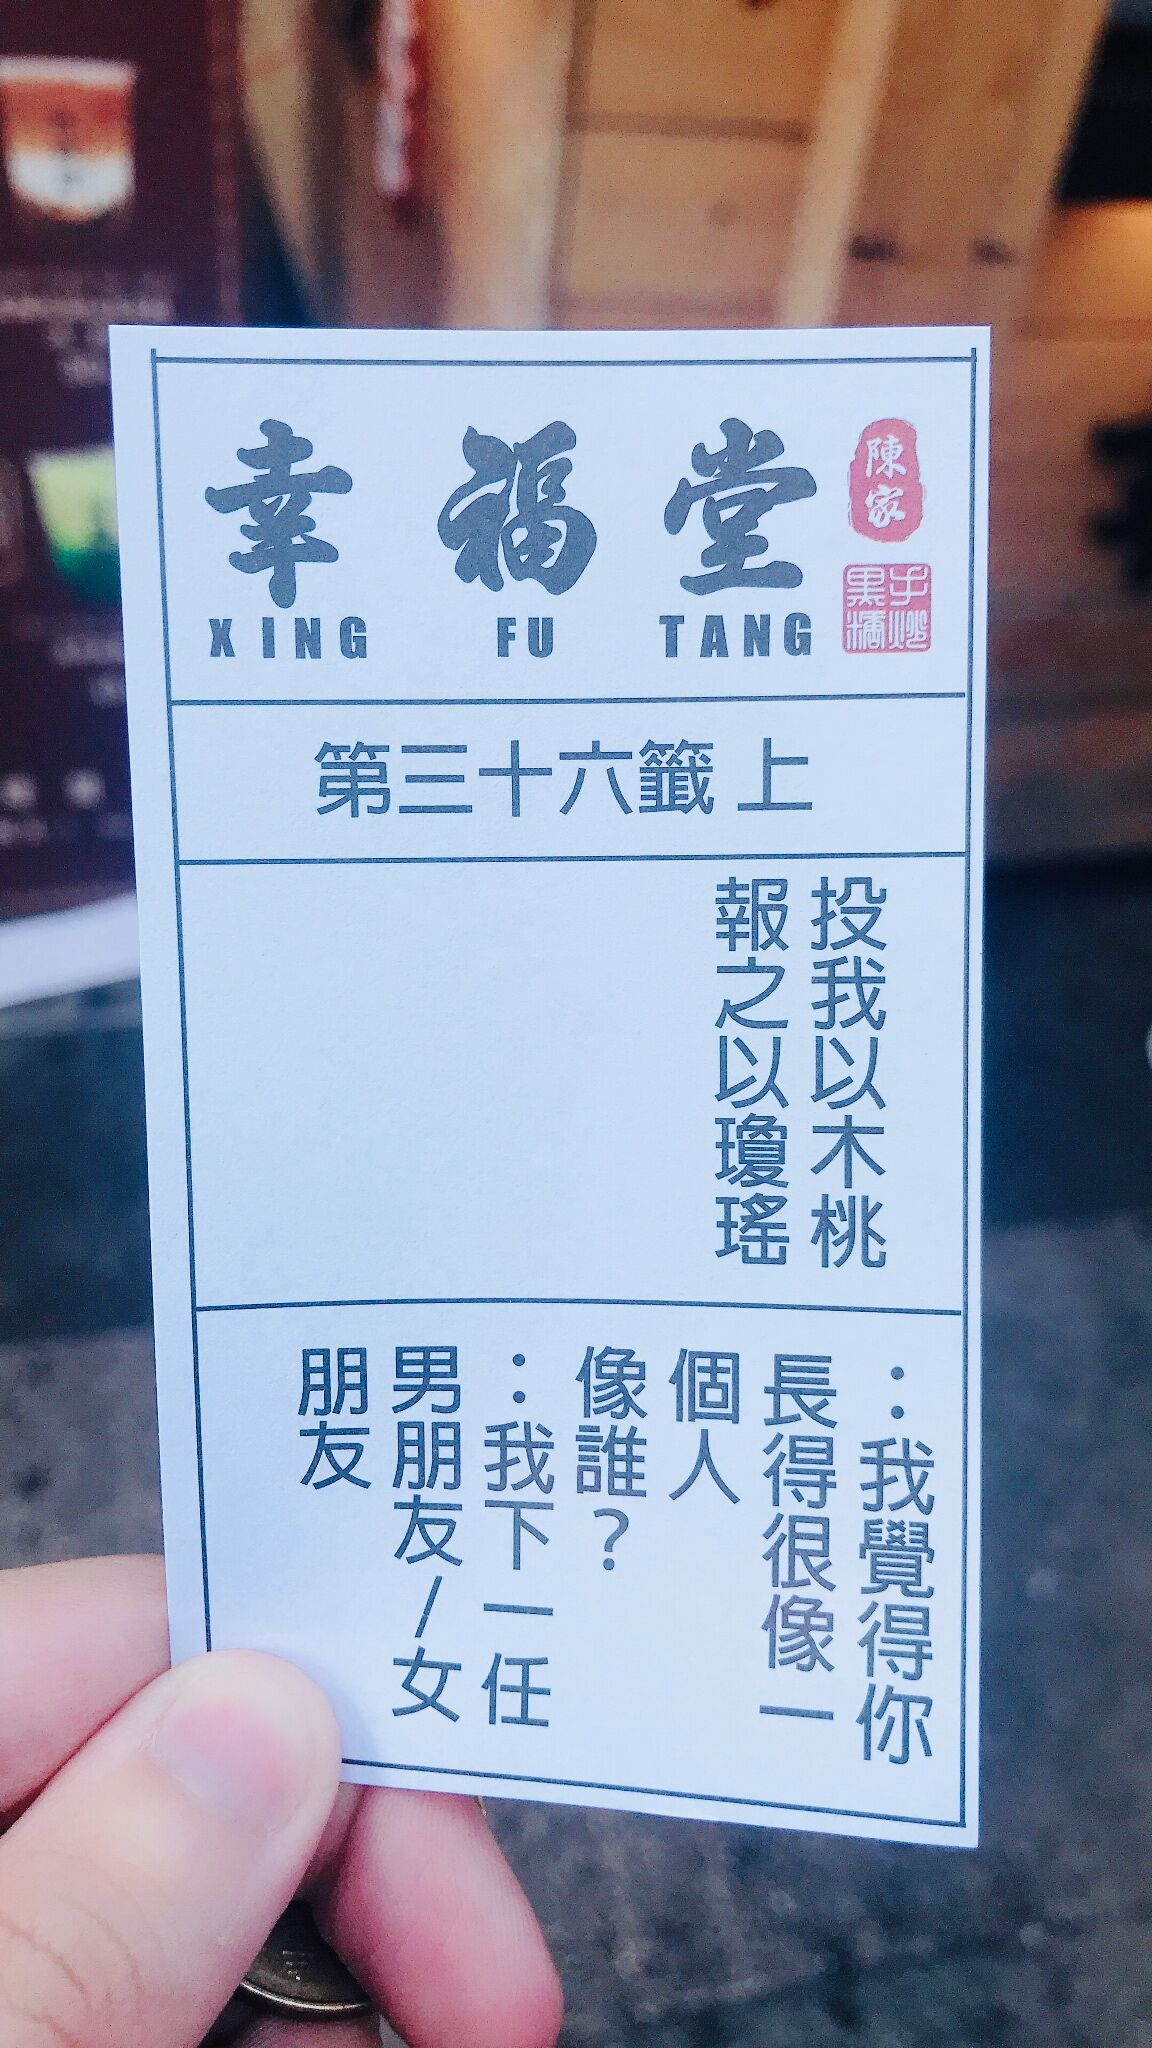 幸福堂
XING FU TANG
陳家
手炒
黑糖
第三十六籤 上
投我以木桃
報之以瓊瑤
：我覺得你
長得很像一
個人
像誰？
：我下一任
男朋友/女
朋友